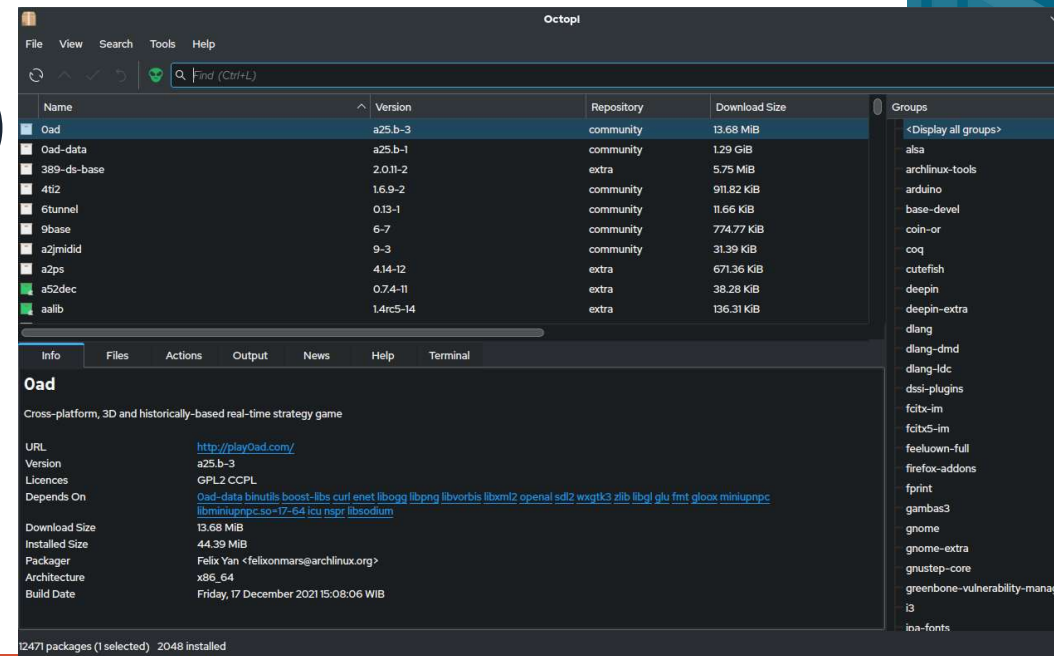 Octopi
File View Search Tools Help
Find (Ctrl+L)
Name Version Repository Download Size
0ad a25.b-3 community 13.68 MiB
0ad-data a25.b-1 community 1.29 GiB
389-ds-base 2.0.11-2 extra 5.75 MiB
4ti2 1.6.9-2 community 911.82 KiB
6tunnel 0.13-1 community 11.66 KiB
9base 6-7 community 774.77 KiB
a2jmidid 9-3 community 31.39 KiB
a2ps 4.14-12 extra 671.36 KiB
a52dec 0.7.4-11 extra 38.28 KiB
aalib 1.4rc5-14 extra 136.31 KiB
Info Files Actions Output News Help Terminal
0ad
Cross-platform, 3D and historically-based real-time strategy game
URL http://play0ad.com/
Version a25.b-3
Licences GPL2 CCPL
Depends On 0ad-data binutils boost-libs curl enet libogg libpng libvorbis libxml2 openal sdl2 wxgtk3 zlib libgl glu fmt gloox miniupnpc
libminiupnpc.so=17-64 icu nspr libsodium
Download Size 13.68 MiB
Installed Size 44.39 MiB
Packager Felix Yan <felixonmars@archlinux.org>
Architecture x86_64
Build Date Friday, 17 December 2021 15:08:06 WIB
Groups
<Display all groups>
alsa
archlinux-tools
arduino
base-devel
coin-or
coq
cutefish
deepin
deepin-extra
dlang
dlang-dmd
dlang-ldc
dssi-plugins
fcitx-im
fcitx5-im
feeluown-full
firefox-addons
fprint
gambas3
gnome
gnome-extra
gnustep-core
greenbone-vulnerability-manag
i3
ipa-fonts
12471 packages (1 selected) 2048 installed